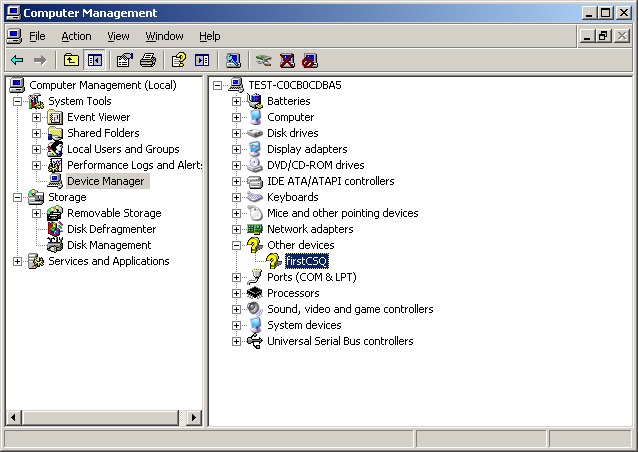 Computer Management
File Action View Window Help
Computer Management (Local)
System Tools
Event Viewer
Shared Folders
Local Users and Groups
Performance Logs and Alerts
Device Manager
Storage
Removable Storage
Disk Defragmenter
Disk Management
Services and Applications
TEST-C0CB0CDBA5
Batteries
Computer
Disk drives
Display adapters
DVD/CD-ROM drives
IDE ATA/ATAPI controllers
Keyboards
Mice and other pointing devices
Network adapters
Other devices
firstCSQ
Ports (COM & LPT)
Processors
Sound, video and game controllers
System devices
Universal Serial Bus controllers